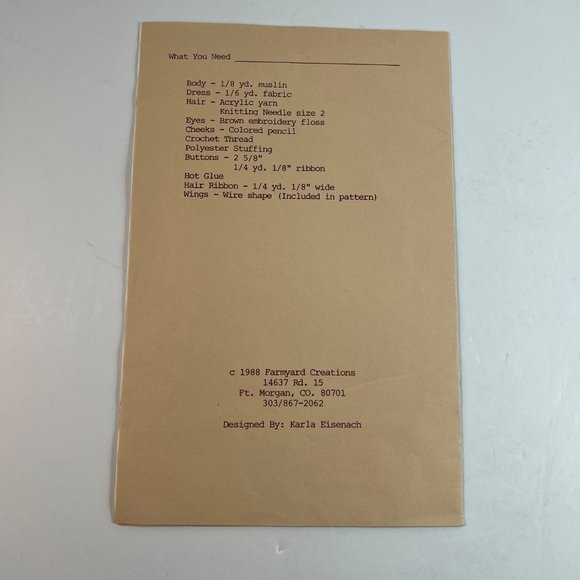 What You Need
Body - 1/8 yd. muslin
Dress - 1/6 yd. fabric
Hair - Acrylic yarn
Knitting Needle size 2
Eyes - Brown embroidery floss
Cheeks - Colored pencil
Crochet Thread
Polyester Stuffing
Buttons - 2 5/8"
1/4 yd. 1/8" ribbon
Hot Glue
Hair Ribbon - 1/4 yd. 1/8" wide
Wings - Wire shape (Included in pattern)
c 1988 Farmyard Creations
14637 Rd. 15
Ft. Morgan, CO. 80701
303/867-2062
Designed By: Karla Eisenach